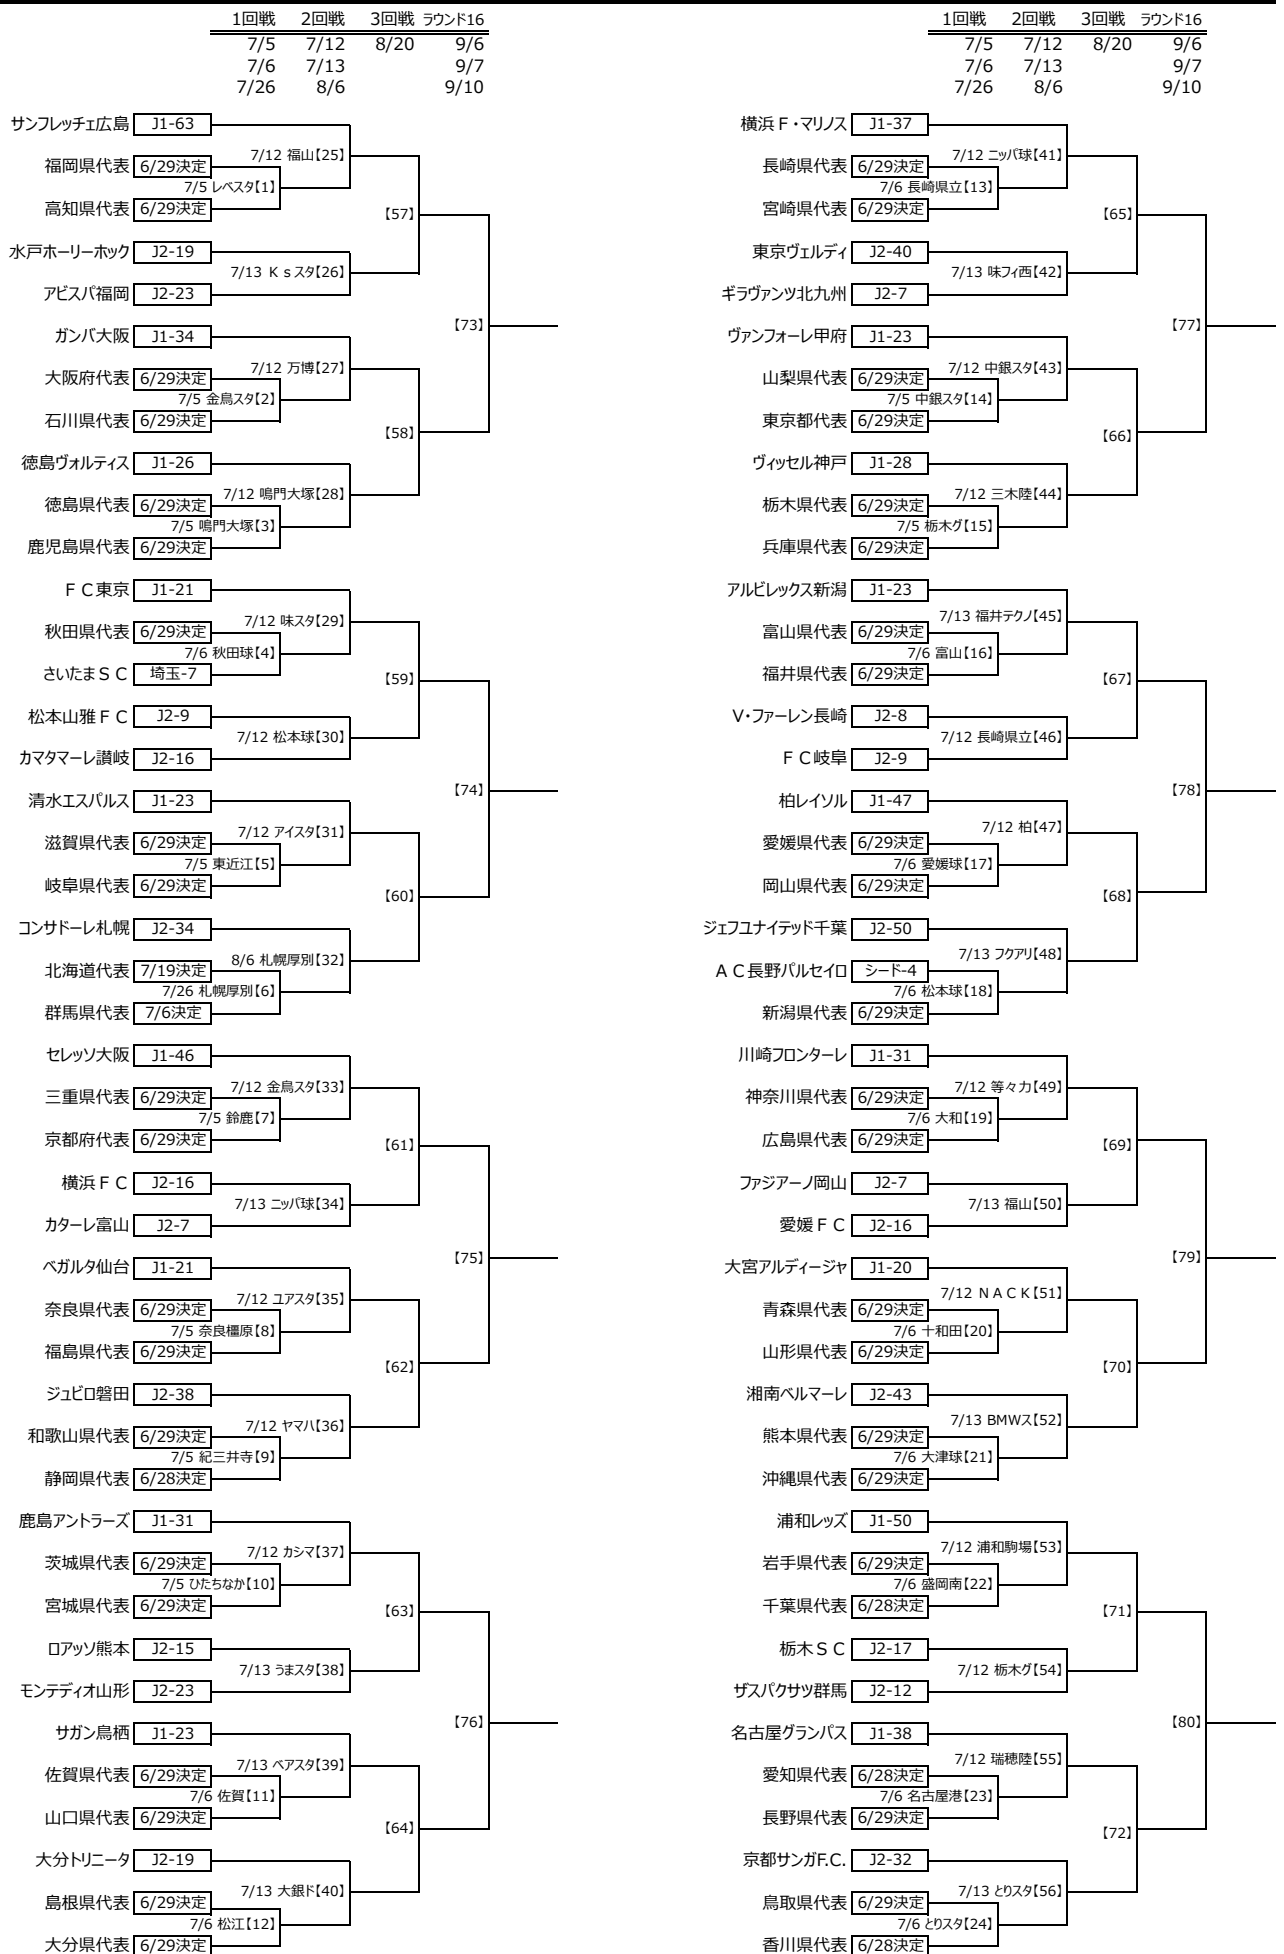 1回戦 2回戦 3回戦 ラウンド16
7/5 7/12 8/20 9/6
7/6 7/13 9/7
7/26 8/6 9/10
サンフレッチェ広島 J1-63
7/12 福山【25】
福岡県代表 6/29決定
7/5 レベスタ【1】
高知県代表 6/29決定
【57】
水戸ホーリーホック J2-19
7/13 Ｋｓスタ【26】
アビスパ福岡 J2-23
【73】
ガンバ大阪 J1-34
7/12 万博【27】
大阪府代表 6/29決定
7/5 金鳥スタ【2】
石川県代表 6/29決定
【58】
徳島ヴォルティス J1-26
7/12 鳴門大塚【28】
徳島県代表 6/29決定
7/5 鳴門大塚【3】
鹿児島県代表 6/29決定
ＦＣ東京 J1-21
7/12 味スタ【29】
秋田県代表 6/29決定
7/6 秋田球【4】
さいたまＳＣ 埼玉-7
【59】
松本山雅ＦＣ J2-9
7/12 松本球【30】
カマタマーレ讃岐 J2-16
【74】
清水エスパルス J1-23
7/12 アイスタ【31】
滋賀県代表 6/29決定
7/5 東近江【5】
岐阜県代表 6/29決定
【60】
コンサドーレ札幌 J2-34
8/6 札幌厚別【32】
北海道代表 7/19決定
7/26 札幌厚別【6】
群馬県代表 7/6決定
セレッソ大阪 J1-46
7/12 金鳥スタ【33】
三重県代表 6/29決定
7/5 鈴鹿【7】
京都府代表 6/29決定
【61】
横浜ＦＣ J2-16
7/13 ニッパ球【34】
カターレ富山 J2-7
【75】
ベガルタ仙台 J1-21
7/12 ユアスタ【35】
奈良県代表 6/29決定
7/5 奈良橿原【8】
福島県代表 6/29決定
【62】
ジュビロ磐田 J2-38
7/12 ヤマハ【36】
和歌山県代表 6/29決定
7/5 紀三井寺【9】
静岡県代表 6/28決定
鹿島アントラーズ J1-31
7/12 カシマ【37】
茨城県代表 6/29決定
7/5 ひたちなか【10】
宮城県代表 6/29決定
【63】
ロアッソ熊本 J2-15
7/13 うまスタ【38】
モンテディオ山形 J2-23
【76】
サガン鳥栖 J1-23
7/13 ベアスタ【39】
佐賀県代表 6/29決定
7/6 佐賀【11】
山口県代表 6/29決定
【64】
大分トリニータ J2-19
7/13 大銀ド【40】
島根県代表 6/29決定
7/6 松江【12】
大分県代表 6/29決定
1回戦 2回戦 3回戦 ラウンド16
7/5 7/12 8/20 9/6
7/6 7/13 9/7
7/26 8/6 9/10
横浜Ｆ・マリノス J1-37
7/12 ニッパ球【41】
長崎県代表 6/29決定
7/6 長崎県立【13】
宮崎県代表 6/29決定
【65】
東京ヴェルディ J2-40
7/13 味フィ西【42】
ギラヴァンツ北九州 J2-7
【77】
ヴァンフォーレ甲府 J1-23
7/12 中銀スタ【43】
山梨県代表 6/29決定
7/5 中銀スタ【14】
東京都代表 6/29決定
【66】
ヴィッセル神戸 J1-28
7/12 三木陸【44】
栃木県代表 6/29決定
7/5 栃木グ【15】
兵庫県代表 6/29決定
アルビレックス新潟 J1-23
7/13 福井テクノ【45】
富山県代表 6/29決定
7/6 富山【16】
福井県代表 6/29決定
【67】
V・ファーレン長崎 J2-8
7/12 長崎県立【46】
ＦＣ岐阜 J2-9
【78】
柏レイソル J1-47
7/12 柏【47】
愛媛県代表 6/29決定
7/6 愛媛球【17】
岡山県代表 6/29決定
【68】
ジェフユナイテッド千葉 J2-50
7/13 フクアリ【48】
ＡＣ長野パルセイロ シード-4
7/6 松本球【18】
新潟県代表 6/29決定
川崎フロンターレ J1-31
7/12 等々力【49】
神奈川県代表 6/29決定
7/6 大和【19】
広島県代表 6/29決定
【69】
ファジアーノ岡山 J2-7
7/13 福山【50】
愛媛ＦＣ J2-16
【79】
大宮アルディージャ J1-20
7/12 ＮＡＣＫ【51】
青森県代表 6/29決定
7/6 十和田【20】
山形県代表 6/29決定
【70】
湘南ベルマーレ J2-43
7/13 BMWス【52】
熊本県代表 6/29決定
7/6 大津球【21】
沖縄県代表 6/29決定
浦和レッズ J1-50
7/12 浦和駒場【53】
岩手県代表 6/29決定
7/6 盛岡南【22】
千葉県代表 6/28決定
【71】
栃木ＳＣ J2-17
7/12 栃木グ【54】
ザスパクサツ群馬 J2-12
【80】
名古屋グランパス J1-38
7/12 瑞穂陸【55】
愛知県代表 6/28決定
7/6 名古屋港【23】
長野県代表 6/29決定
【72】
京都サンガF.C. J2-32
7/13 とりスタ【56】
鳥取県代表 6/29決定
7/6 とりスタ【24】
香川県代表 6/28決定